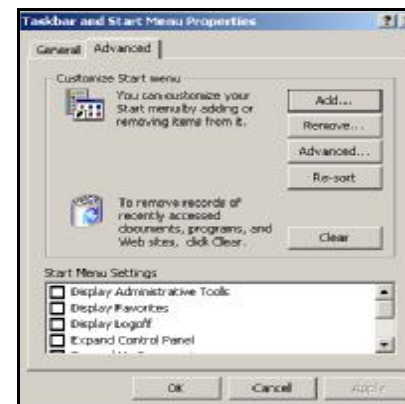 Taskbar and Start Menu Properties
General Advanced
Customize Start menu
You can customize your
Start menu by adding or
removing items from it.
Add...
Remove...
Advanced...
Re-sort
To remove records of
recently accessed
documents, programs, and
Web sites, click Clear.
Clear
Start Menu Settings
Display Administrative Tools
Display Favorites
Display Logoff
Expand Control Panel
OK Cancel Apply